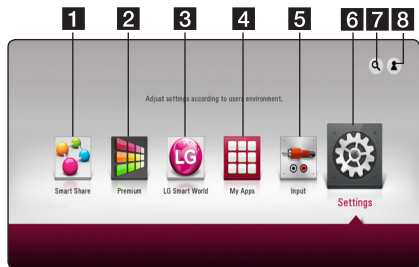 1 2 3 4 5 6 7 8
Adjust settings according to users environment,
LG
Smart Share Premium LG Smart World My Apps Input Settings